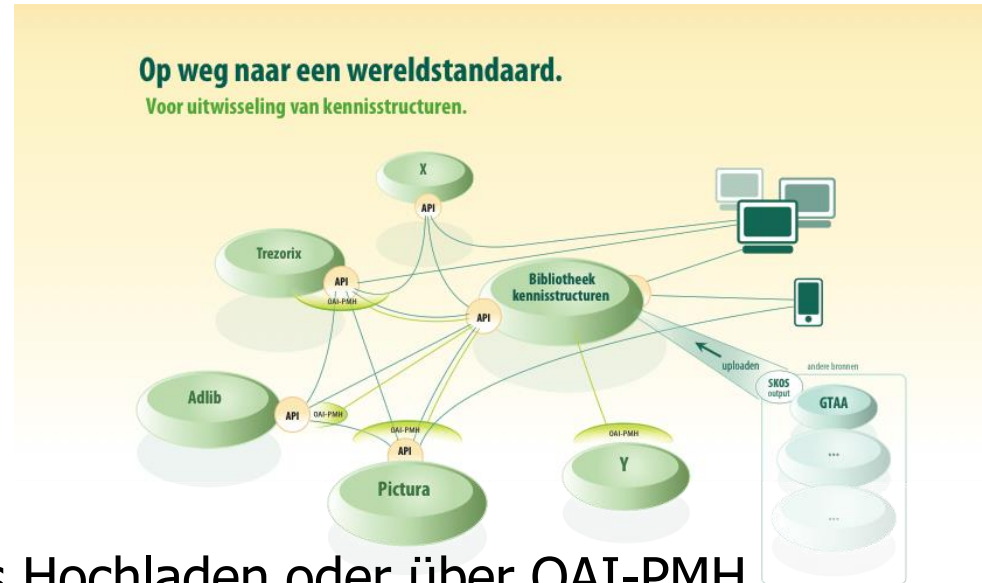 Op weg naar een wereldstandaard.
Voor uitwisseling van kennisstructuren.
X
API
Trezorix
API
OAI-PMH
Bibliotheek
kennisstructuren
API
uploaden
andere bronnen
SKOS
output
GTAA
...
...
Adlib
API
OAI-PMH
OAI-PMH
API
Pictura
OAI-PMH
Y
Hochladen oder über OAI-PMH